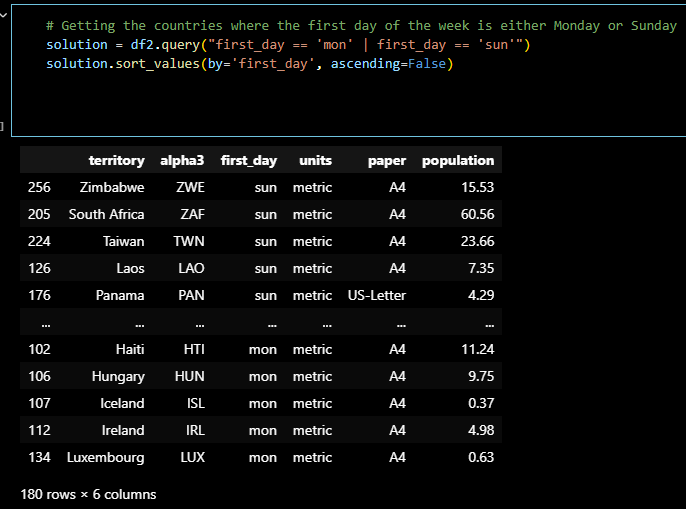 # Getting the countries where the first day of the week is either Monday or Sunday
solution = df2.query("first_day == 'mon' | first_day == 'sun'")
solution.sort_values(by='first_day', ascending=False)
]
territory alpha3 first_day units paper population
256 Zimbabwe ZWE sun metric A4 15.53
205 South Africa ZAF sun metric A4 60.56
224 Taiwan TWN sun metric A4 23.66
126 Laos LAO sun metric A4 7.35
176 Panama PAN sun metric US-Letter 4.29
... ... ... ... ... ... ...
102 Haiti HTI mon metric A4 11.24
106 Hungary HUN mon metric A4 9.75
107 Iceland ISL mon metric A4 0.37
112 Ireland IRL mon metric A4 4.98
134 Luxembourg LUX mon metric A4 0.63
180 rows × 6 columns